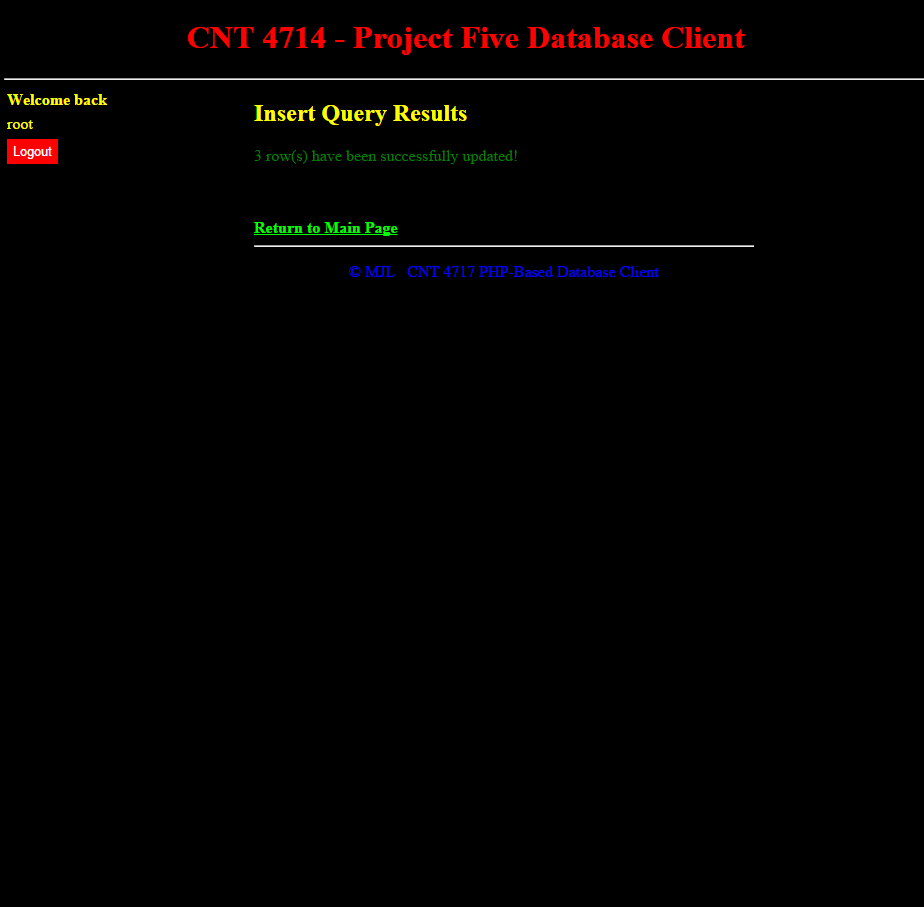 CNT 4714 - Project Five Database Client
Welcome back
root
Logout
Insert Query Results
3 row(s) have been successfully updated!
Return to Main Page
© MJL  CNT 4717 PHP-Based Database Client